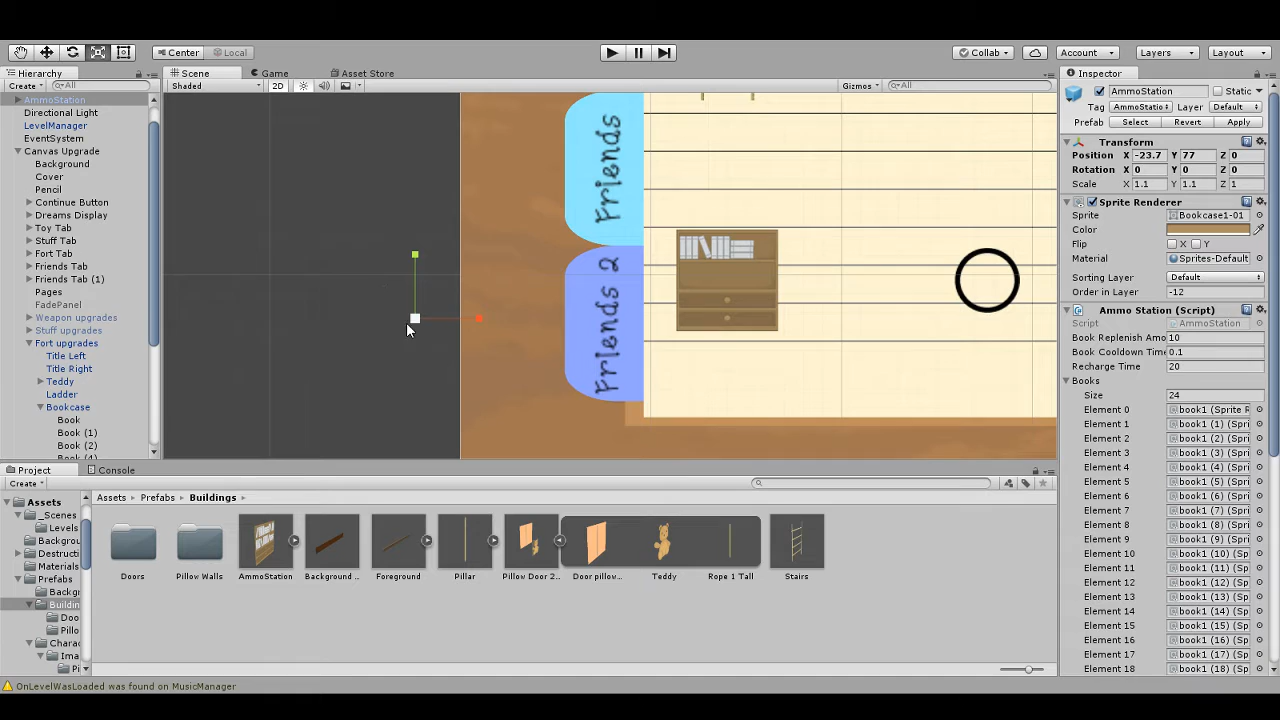 Center Local Collab Account Layers Layout
Hierarchy Scene Game Asset Store Inspector
Create All Shaded 2D Gizmos All
AmmoStation
Directional Light
LevelManager
EventSystem
Canvas Upgrade
Background
Cover
Pencil
Continue Button
Dreams Display
Toy Tab
Stuff Tab
Fort Tab
Friends Tab
Friends Tab (1)
Pages
FadePanel
Weapon upgrades
Stuff upgrades
Fort upgrades
Title Left
Title Right
Teddy
Ladder
Bookcase
Book
Book (1)
Book (2)
Friends
Friends 2
AmmoStation Static
Tag AmmoStatio Layer Default
Prefab Select Revert Apply
Transform
Position X -23.7 Y 77 Z 0
Rotation X 0 Y 0 Z 0
Scale X 1.1 Y 1.1 Z 1
Sprite Renderer
Sprite Bookcase1-01
Color
Flip X Y
Material Sprites-Default
Sorting Layer Default
Order in Layer -12
Ammo Station (Script)
Script AmmoStation
Book Replenish Amo 10
Book Cooldown Time 0.1
Recharge Time 20
Books
Size 24
Element 0 book1 (Sprite R
Element 1 book1 (1) (Spri
Element 2 book1 (2) (Spri
Element 3 book1 (3) (Spri
Element 4 book1 (4) (Spri
Element 5 book1 (5) (Spri
Element 6 book1 (6) (Spri
Element 7 book1 (7) (Spri
Element 8 book1 (8) (Spri
Element 9 book1 (9) (Spri
Element 10 book1 (10) (Sp
Element 11 book1 (11) (Sp
Element 12 book1 (12) (Sp
Element 13 book1 (13) (Sp
Element 14 book1 (14) (Sp
Element 15 book1 (15) (Sp
Element 16 book1 (16) (Sp
Element 17 book1 (17) (Sp
Element 18 book1 (18) (Sp
Project Console
Create
Assets
_Scenes
Levels
Backgrou
Destructi
Materials
Prefabs
Backg
Buildin
Doo
Pillo
Charac
Ima
Pi
Assets Prefabs Buildings
Doors Pillow Walls AmmoStation Background .. Foreground Pillar Pillow Door 2... Door pillow... Teddy Rope 1 Tall Stairs
OnLevelWasLoaded was found on MusicManager